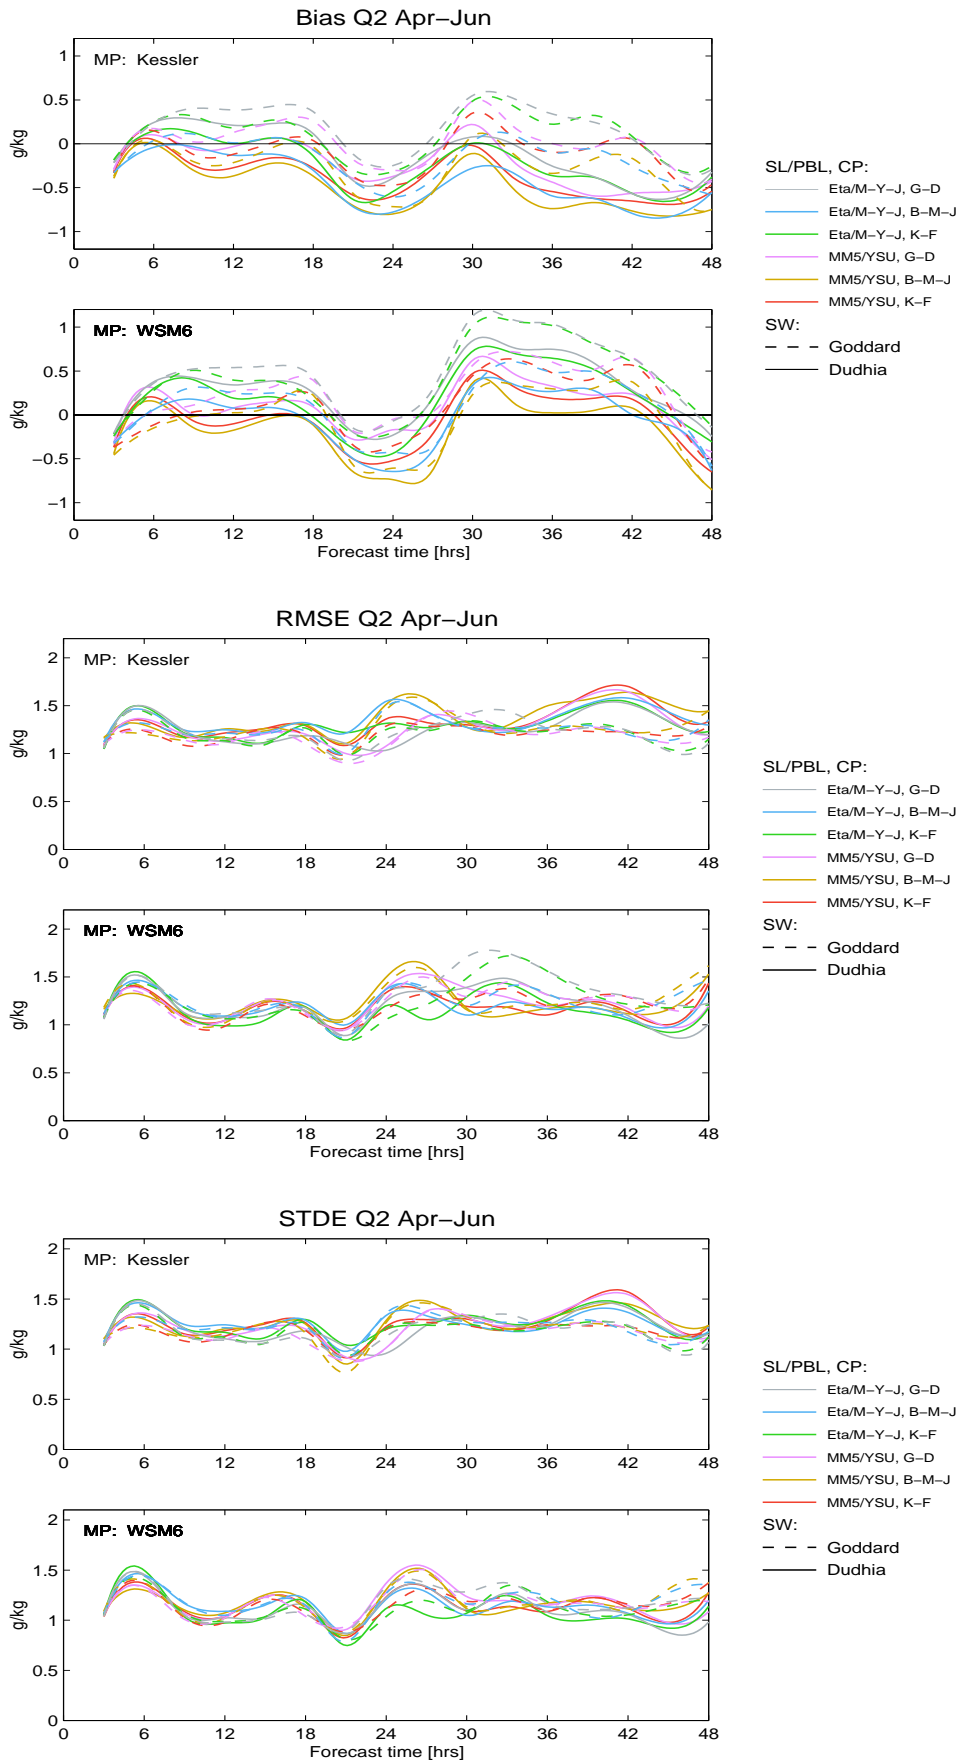 Bias Q2 Apr−Jun
MP: Kessler
1
0.5
0
−0.5
−1
g/kg
0 6 12 18 24 30 36 42 48
MP: WSM6
1
0.5
0
−0.5
−1
g/kg
0 6 12 18 24 30 36 42 48
Forecast time [hrs]
SL/PBL, CP:
Eta/M−Y−J, G−D
Eta/M−Y−J, B−M−J
Eta/M−Y−J, K−F
MM5/YSU, G−D
MM5/YSU, B−M−J
MM5/YSU, K−F
SW:
Goddard
Dudhia
RMSE Q2 Apr−Jun
MP: Kessler
2
1.5
1
0.5
0
g/kg
0 6 12 18 24 30 36 42 48
MP: WSM6
2
1.5
1
0.5
0
g/kg
0 6 12 18 24 30 36 42 48
Forecast time [hrs]
SL/PBL, CP:
Eta/M−Y−J, G−D
Eta/M−Y−J, B−M−J
Eta/M−Y−J, K−F
MM5/YSU, G−D
MM5/YSU, B−M−J
MM5/YSU, K−F
SW:
Goddard
Dudhia
STDE Q2 Apr−Jun
MP: Kessler
2
1.5
1
0.5
0
g/kg
0 6 12 18 24 30 36 42 48
MP: WSM6
2
1.5
1
0.5
0
g/kg
0 6 12 18 24 30 36 42 48
Forecast time [hrs]
SL/PBL, CP:
Eta/M−Y−J, G−D
Eta/M−Y−J, B−M−J
Eta/M−Y−J, K−F
MM5/YSU, G−D
MM5/YSU, B−M−J
MM5/YSU, K−F
SW:
Goddard
Dudhia